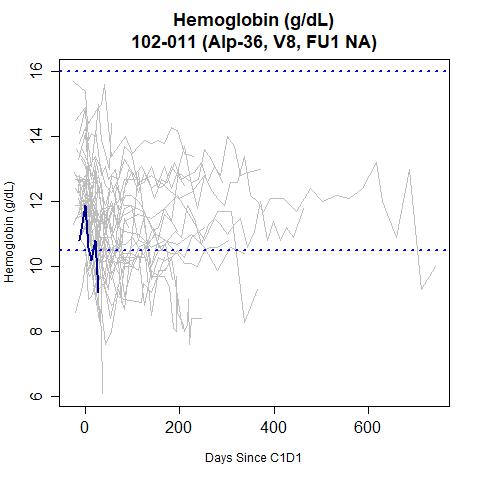 Hemoglobin (g/dL)
102-011 (Alp-36, V8, FU1 NA)
Hemoglobin (g/dL)
16
14
12
10
8
6
0 200 400 600
Days Since C1D1